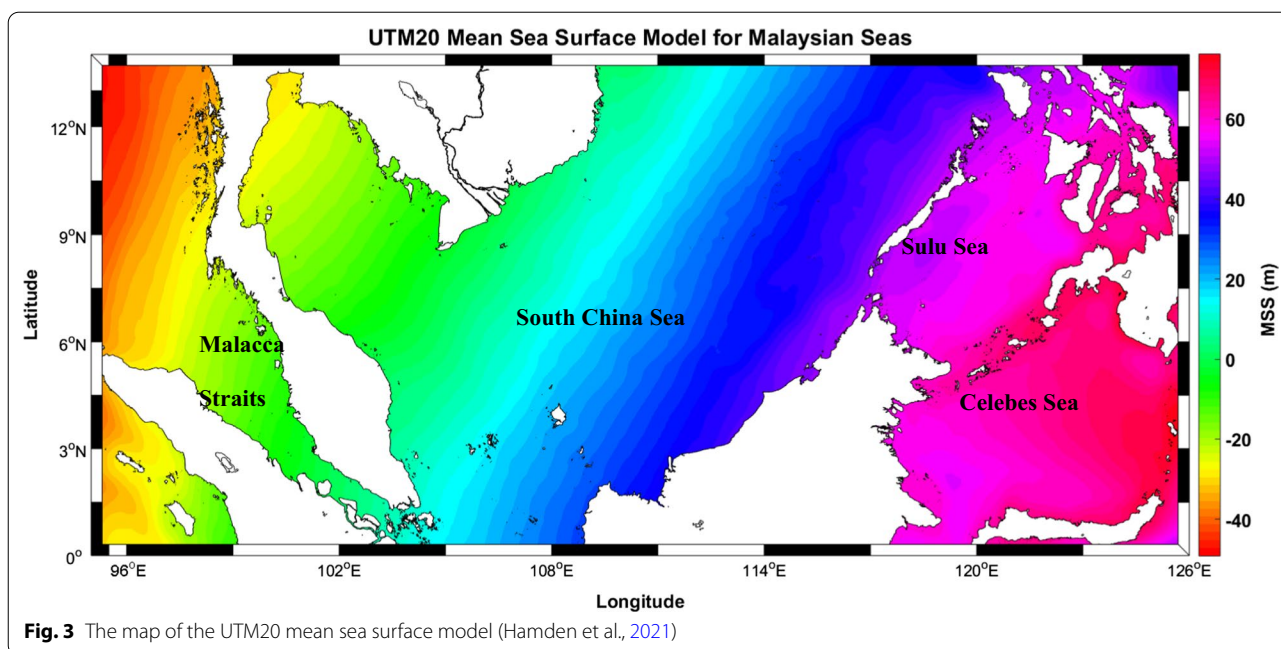 UTM20 Mean Sea Surface Model for Malaysian Seas
12°N
9°N
6°N
3°N
0°
Latitude
Malacca
Straits
South China Sea
Sulu Sea
Celebes Sea
60
40
20
0
-20
-40
MSS (m)
96°E
102°E
108°E
114°E
120°E
126°E
Longitude
Fig. 3 The map of the UTM20 mean sea surface model (Hamden et al., 2021)